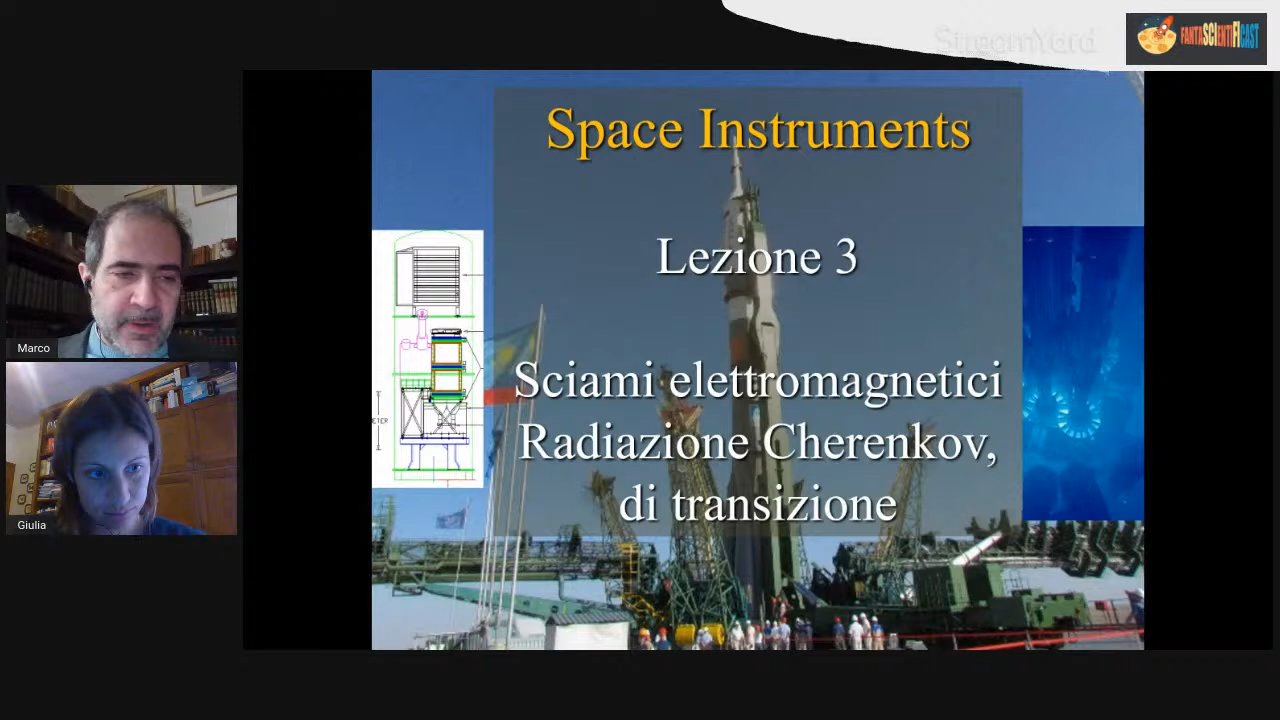 StreamYard
FANTASCIENTIFICAST
Space Instruments
Lezione 3
Sciami elettromagnetici
Radiazione Cherenkov,
di transizione
Marco
Giulia